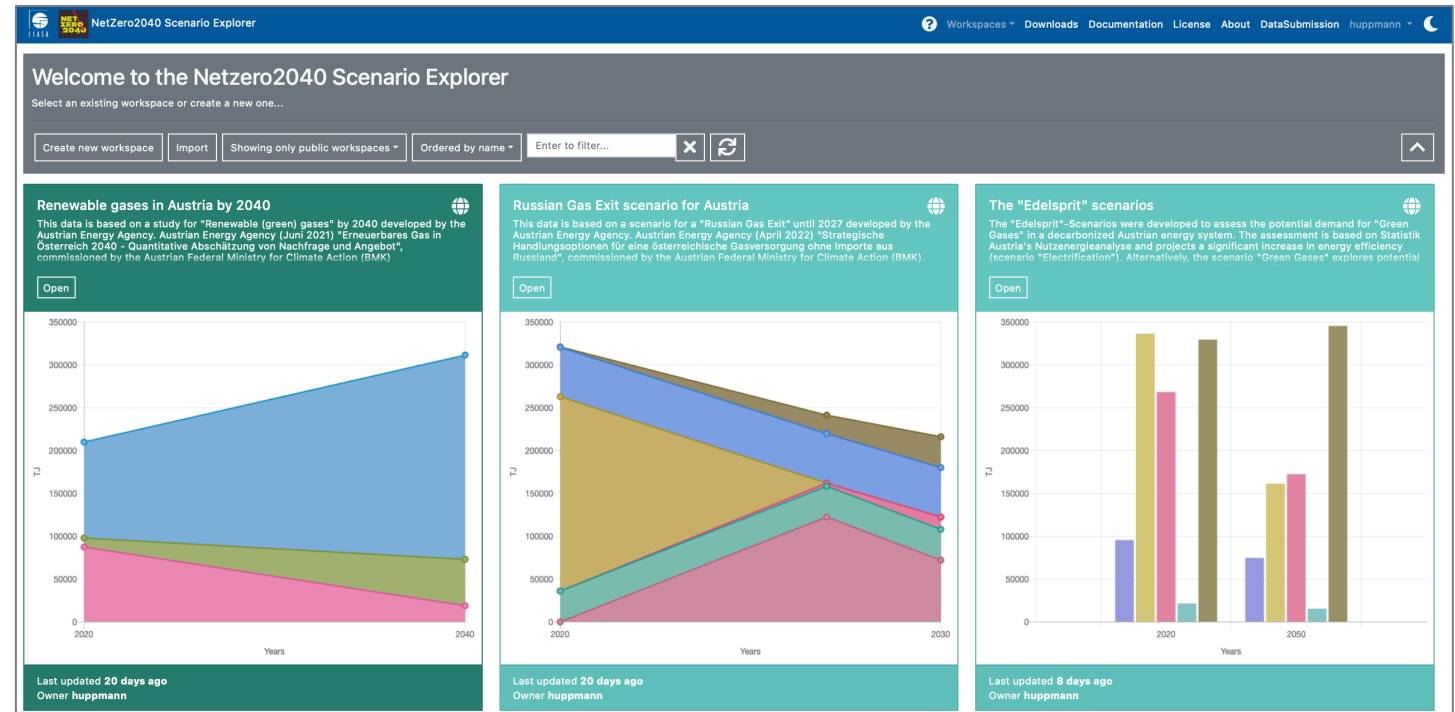 IIASA
NET ZERO 2040
NetZero2040 Scenario Explorer
? Workspaces Downloads Documentation License About DataSubmission huppmann
Welcome to the Netzero2040 Scenario Explorer
Select an existing workspace or create a new one...
Create new workspace Import Showing only public workspaces Ordered by name Enter to filter...
Renewable gases in Austria by 2040
This data is based on a study for "Renewable (green) gases" by 2040 developed by the
Austrian Energy Agency. Austrian Energy Agency (Juni 2021) "Erneuerbares Gas in
Österreich 2040 - Quantitative Abschätzung von Nachfrage und Angebot",
commissioned by the Austrian Federal Ministry for Climate Action (BMK)
Open
350000
300000
250000
200000
150000
100000
50000
0
TJ
2020 2040
Years
Last updated 20 days ago
Owner huppmann
Russian Gas Exit scenario for Austria
This data is based on a scenario for a "Russian Gas Exit" until 2027 developed by the
Austrian Energy Agency. Austrian Energy Agency (April 2022) "Strategische
Handlungsoptionen für eine österreichische Gasversorgung ohne Importe aus
Russland", commissioned by the Austrian Federal Ministry for Climate Action (BMK).
Open
350000
300000
250000
200000
150000
100000
50000
0
TJ
2020 2030
Years
Last updated 20 days ago
Owner huppmann
The "Edelsprit" scenarios
The "Edelsprit"-Scenarios were developed to assess the potential demand for "Green
Gases" in a decarbonized Austrian energy system. The assessment is based on Statistik
Austria's Nutzenergieanalyse and projects a significant increase in energy efficiency
(scenario "Electrification"). Alternatively, the scenario "Green Gases" explores potential
Open
350000
300000
250000
200000
150000
100000
50000
0
TJ
2020 2050
Years
Last updated 8 days ago
Owner huppmann